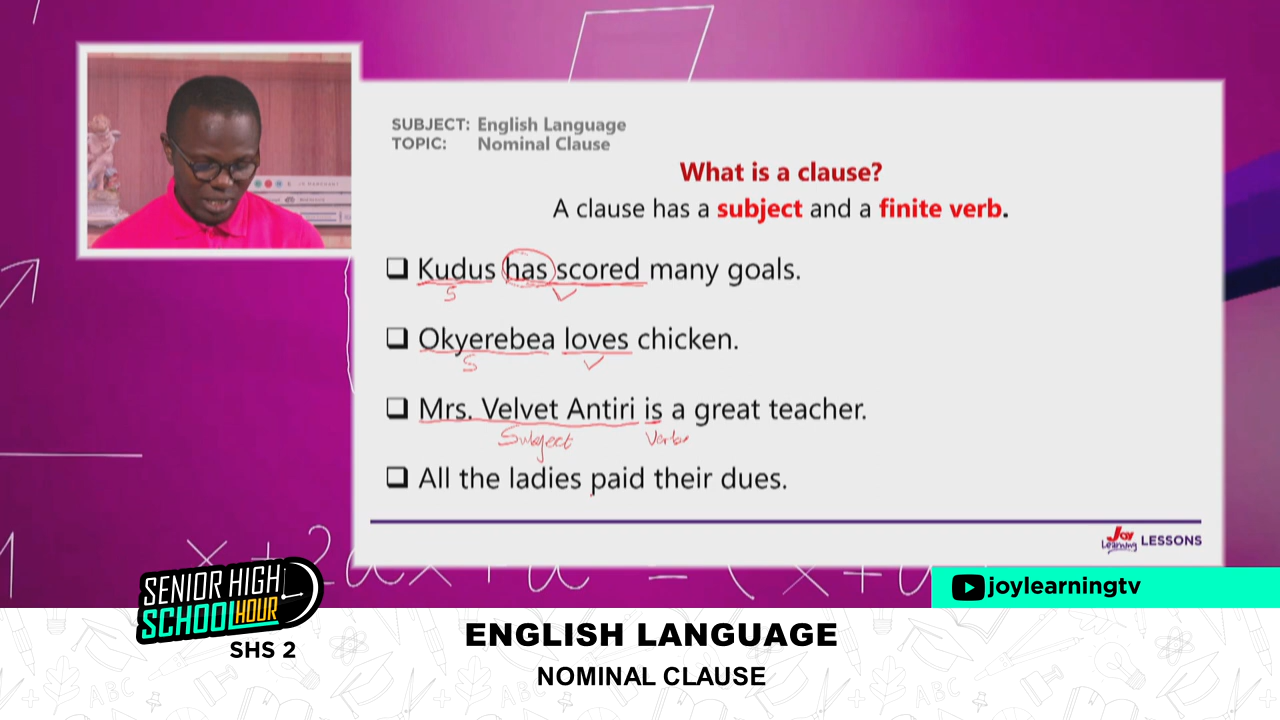 SUBJECT: English Language
TOPIC: Nominal Clause
What is a clause?
A clause has a subject and a finite verb.
Kudus has scored many goals.
S V
Okyerebea loves chicken.
S V
Mrs. Velvet Antiri is a great teacher.
Subject Verb
All the ladies paid their dues.
Joy Learning LESSONS
joylearningtv
SENIOR HIGH
SCHOOL HOUR
SHS 2
ENGLISH LANGUAGE
NOMINAL CLAUSE